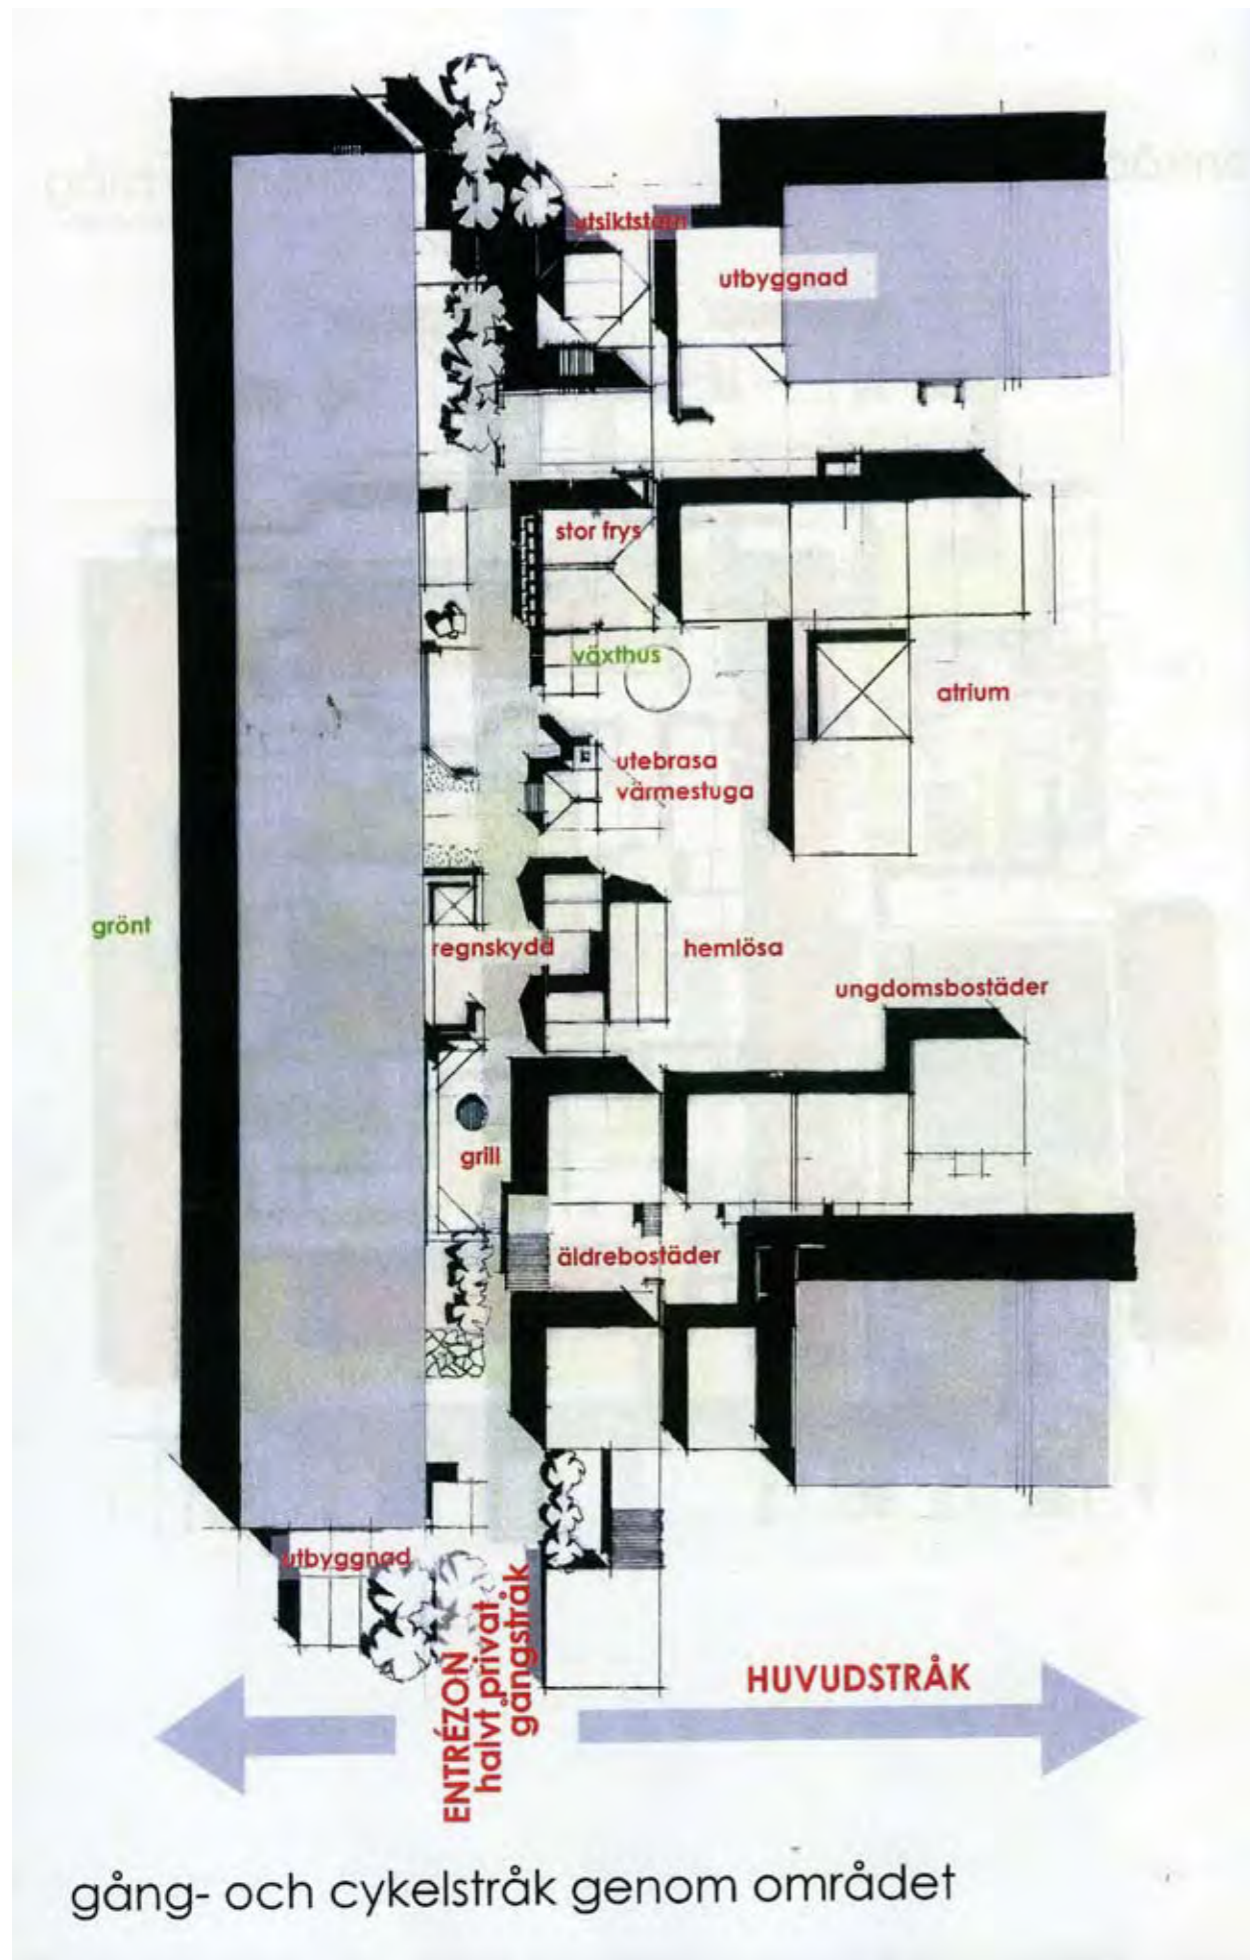 utsiktstorn
utbyggnad
stor frys
växthus
atrium
utebrasa
värmestuga
grönt
regnskydd
hemlösa
ungdomsbostäder
grill
äldrebostäder
utbyggnad
ENTRÉZON
halvt privat
gångstråk
HUVUDSTRÅK
gång- och cykelstråk genom området